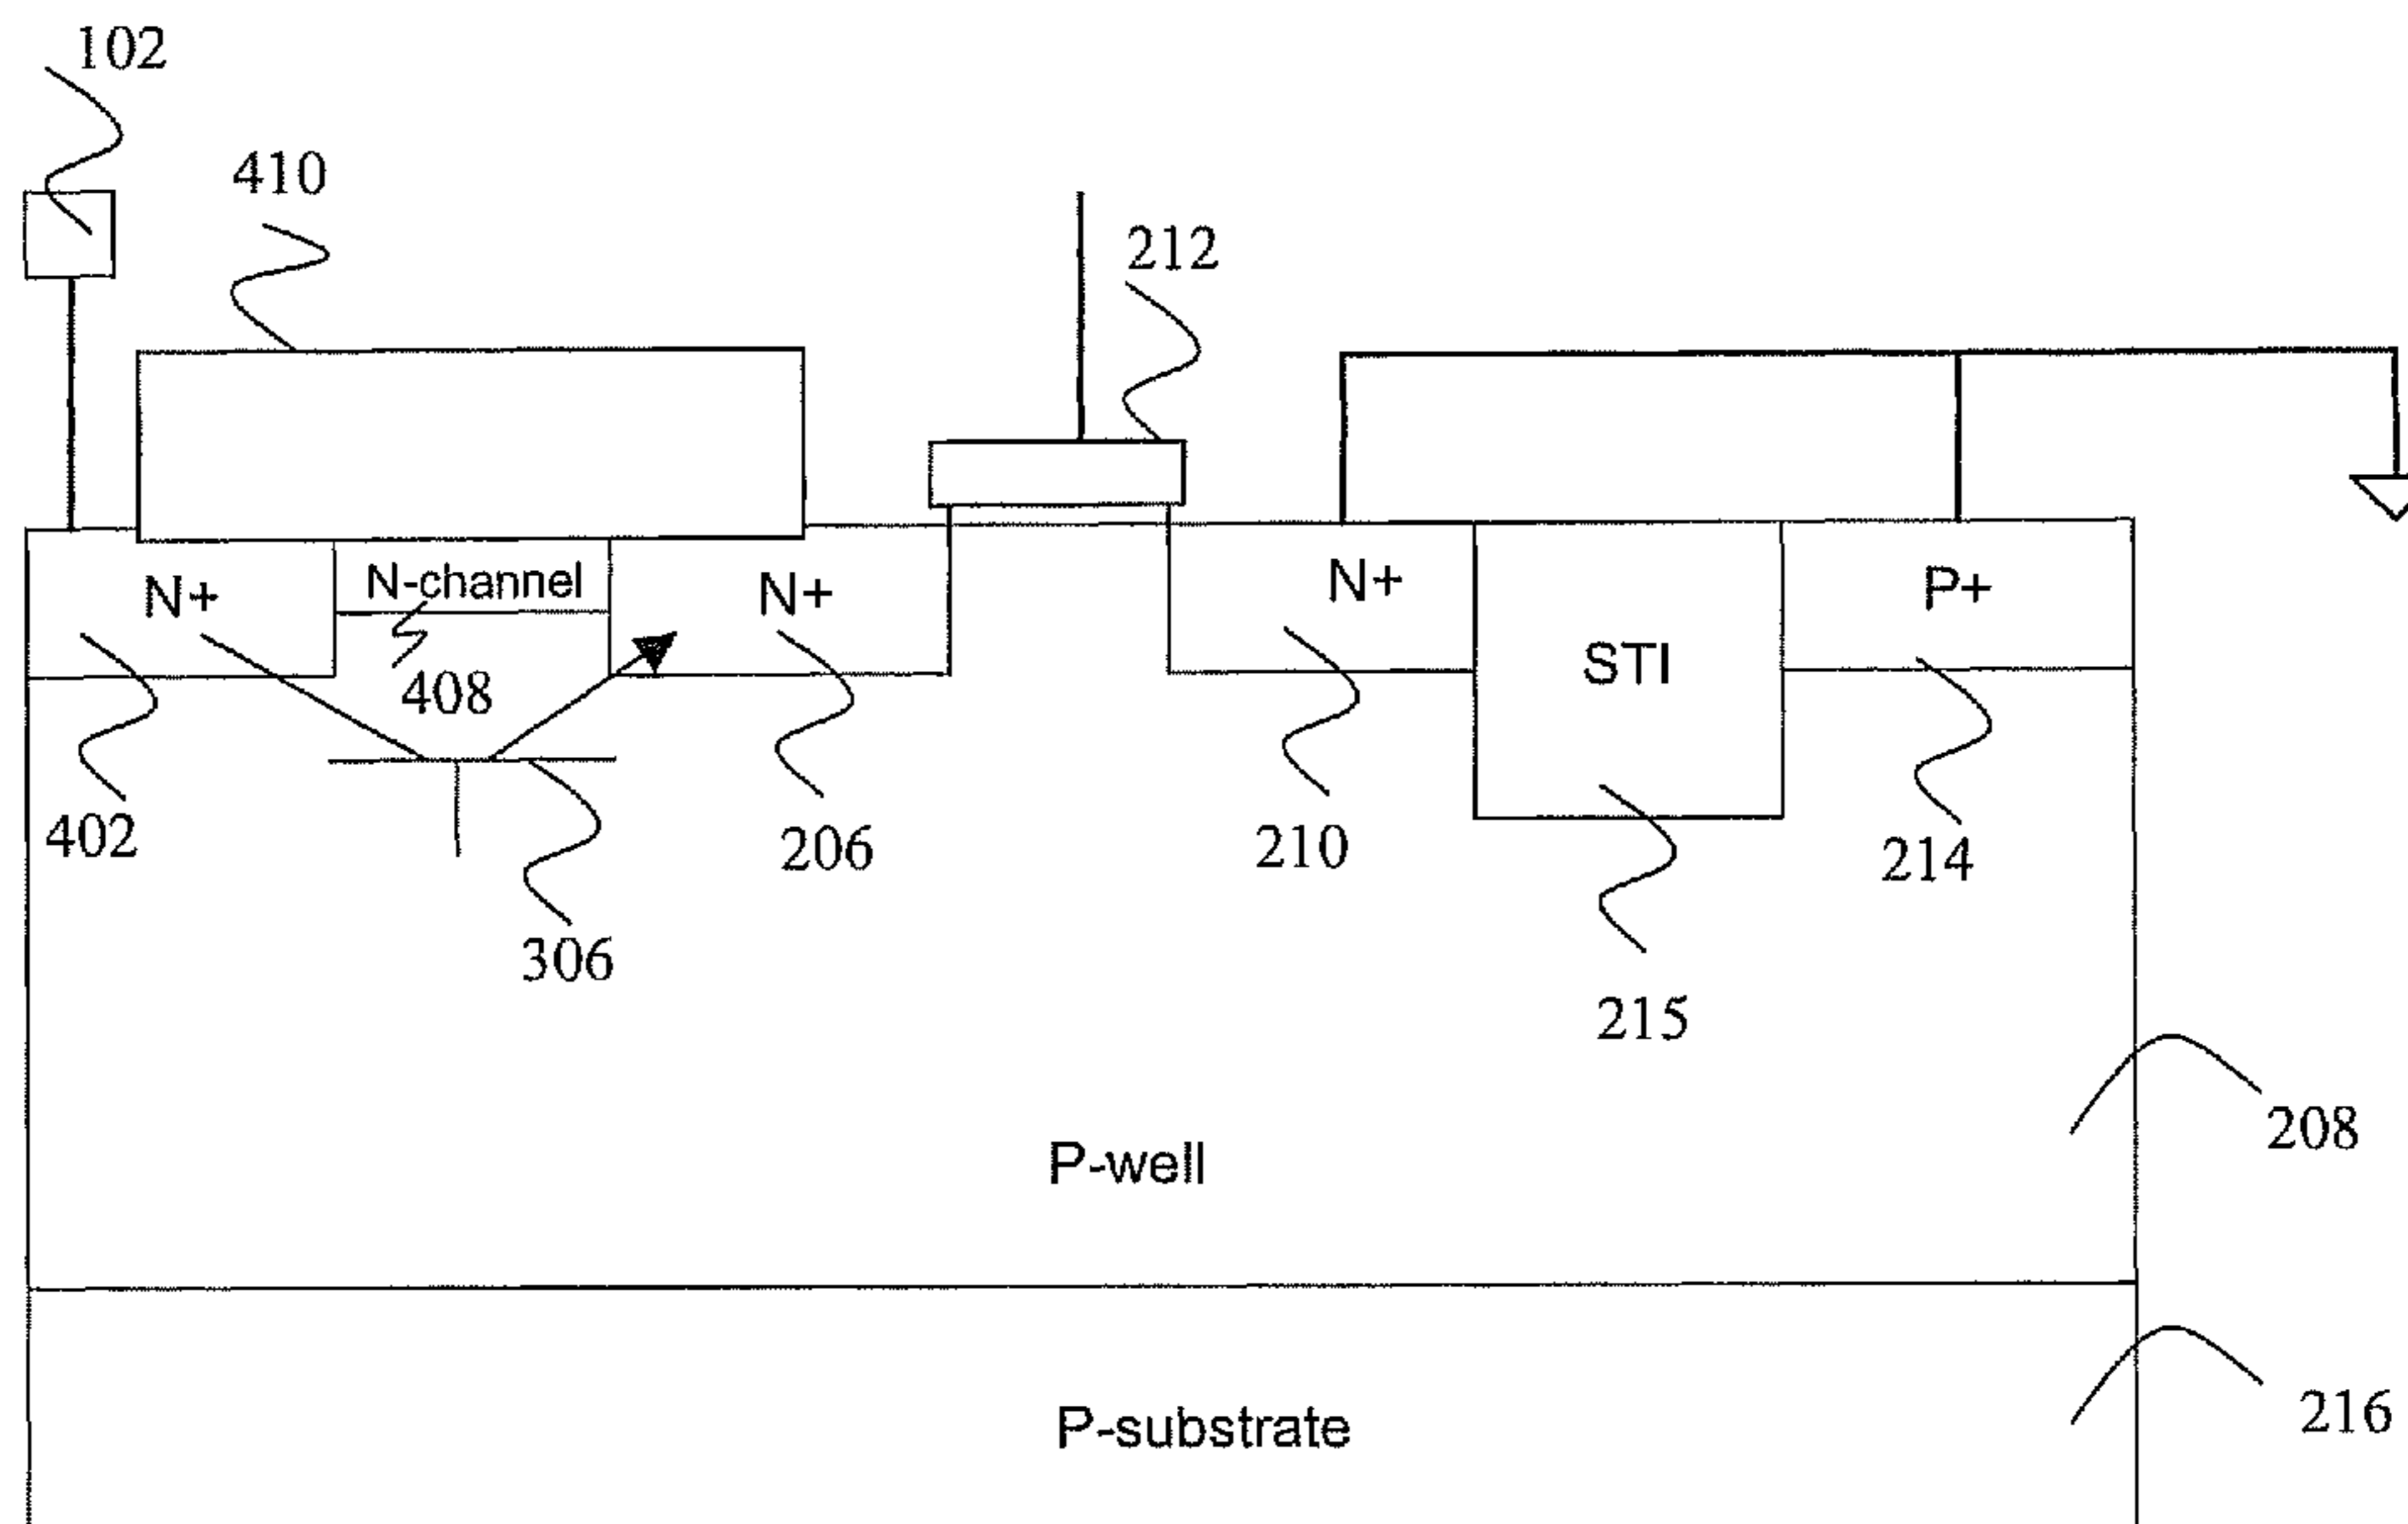 102
410
212
N+
N-channel
N+
N+
P+
STI
408
402
206
210
214
306
215
208
P-well
216
P-substrate